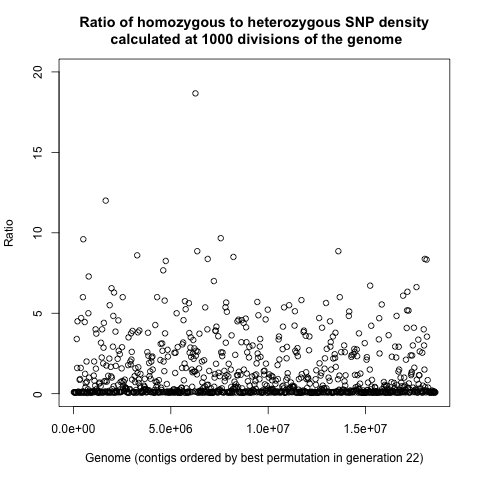 Ratio of homozygous to heterozygous SNP density
calculated at 1000 divisions of the genome
20
15
10
5
0
Ratio
0.0e+00 5.0e+06 1.0e+07 1.5e+07
Genome (contigs ordered by best permutation in generation 22)